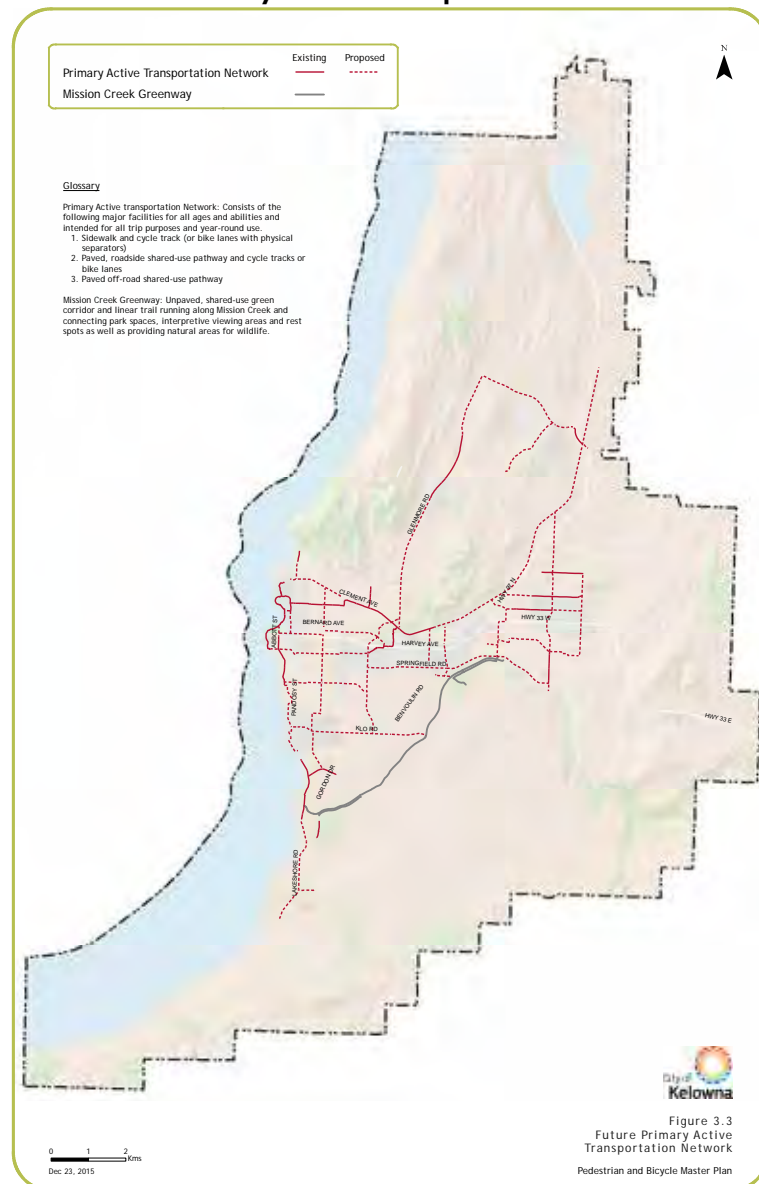 Existing Proposed
Primary Active Transportation Network
Mission Creek Greenway
N
Glossary
Primary Active transportation Network: Consists of the
following major facilities for all ages and abilities and
intended for all trip purposes and year-round use.
1. Sidewalk and cycle track (or bike lanes with physical
separators)
2. Paved, roadside shared-use pathway and cycle tracks or
bike lanes
3. Paved off-road shared-use pathway
Mission Creek Greenway: Unpaved, shared-use green
corridor and linear trail running along Mission Creek and
connecting park spaces, interpretive viewing areas and rest
spots as well as providing natural areas for wildlife.
GLENMORE RD
HWY 97 N
CLEMENT AVE
HWY 33 W
BERNARD AVE
ABBOTT ST
HARVEY AVE
SPRINGFIELD RD
PANDOSY ST
BENVOULIN RD
HWY 33 E
KLO RD
GORDON DR
LAKESHORE RD
City of
Kelowna
Figure 3.3
Future Primary Active
Transportation Network
0 1 2
Kms
Dec 23, 2015
Pedestrian and Bicycle Master Plan